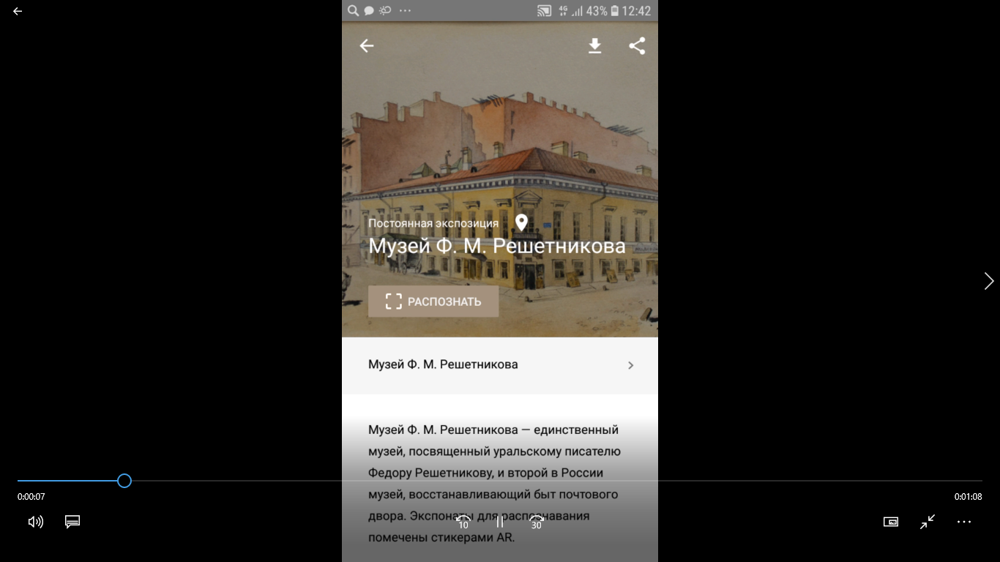 4G 43% 12:42
Постоянная экспозиция
Музей Ф. М. Решетникова
РАСПОЗНАТЬ
Музей Ф. М. Решетникова
Музей Ф. М. Решетникова — единственный
музей, посвященный уральскому писателю
Федору Решетникову, и второй в России
музей, восстанавливающий быт почтового
двора. Экспонаты для распознавания
помечены стикерами AR.
0:00:07
0:01:08
10
30